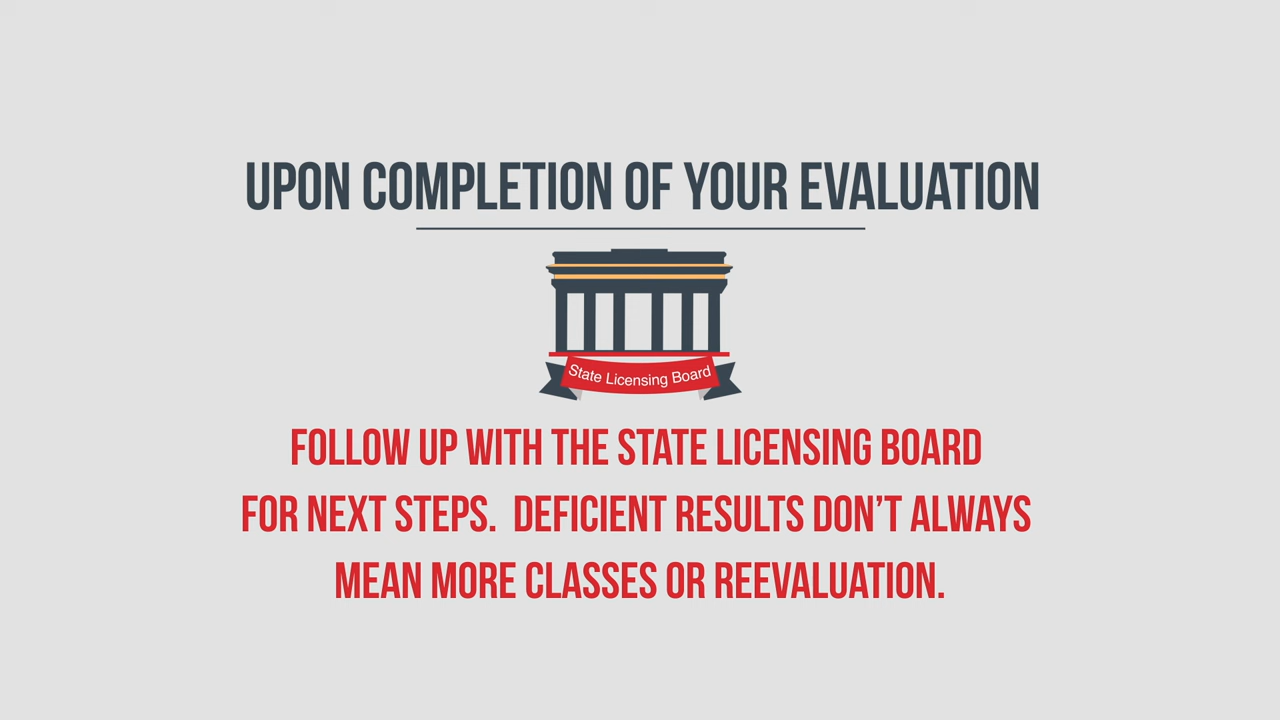 UPON COMPLETION OF YOUR EVALUATION
State Licensing Board
FOLLOW UP WITH THE STATE LICENSING BOARD
FOR NEXT STEPS.  DEFICIENT RESULTS DON’T ALWAYS
MEAN MORE CLASSES OR REEVALUATION.